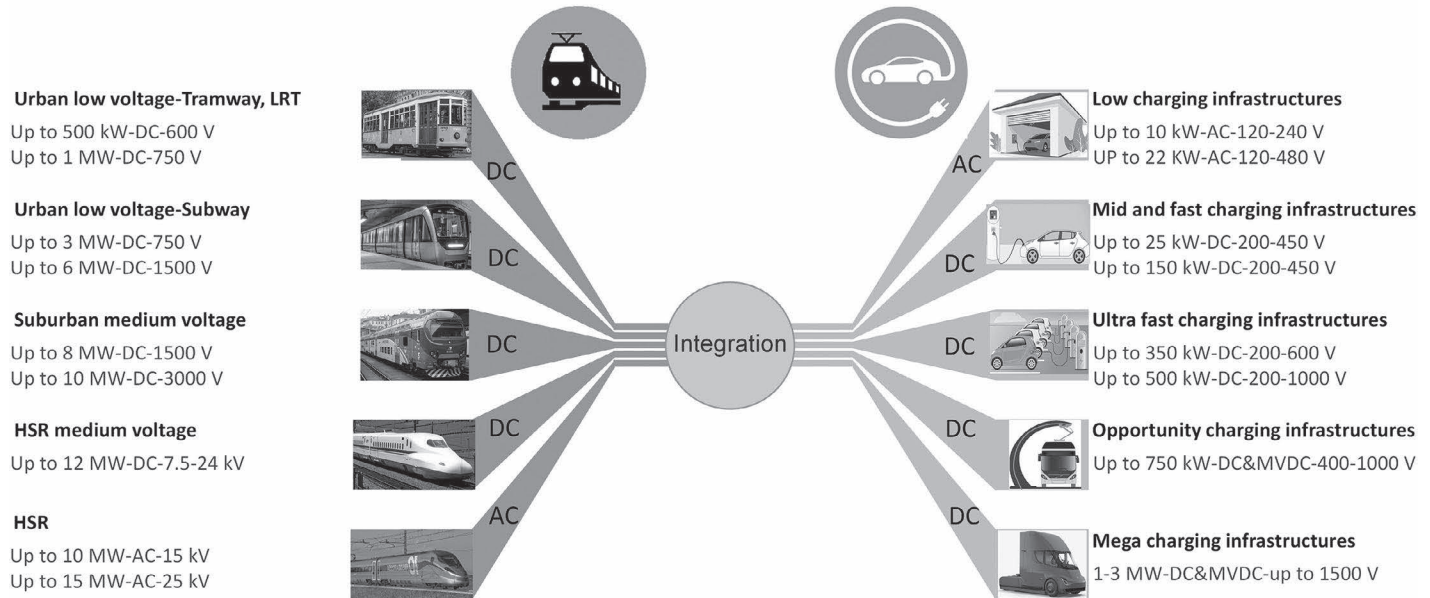 Urban low voltage-Tramway, LRT
Up to 500 kW-DC-600 V
Up to 1 MW-DC-750 V
DC
Urban low voltage-Subway
Up to 3 MW-DC-750 V
Up to 6 MW-DC-1500 V
DC
Suburban medium voltage
Up to 8 MW-DC-1500 V
Up to 10 MW-DC-3000 V
DC
HSR medium voltage
Up to 12 MW-DC-7.5-24 kV
DC
HSR
Up to 10 MW-AC-15 kV
Up to 15 MW-AC-25 kV
AC
Integration
Low charging infrastructures
Up to 10 kW-AC-120-240 V
UP to 22 KW-AC-120-480 V
AC
Mid and fast charging infrastructures
Up to 25 kW-DC-200-450 V
Up to 150 kW-DC-200-450 V
DC
Ultra fast charging infrastructures
Up to 350 kW-DC-200-600 V
Up to 500 kW-DC-200-1000 V
DC
Opportunity charging infrastructures
Up to 750 kW-DC&MVDC-400-1000 V
DC
Mega charging infrastructures
1-3 MW-DC&MVDC-up to 1500 V
DC